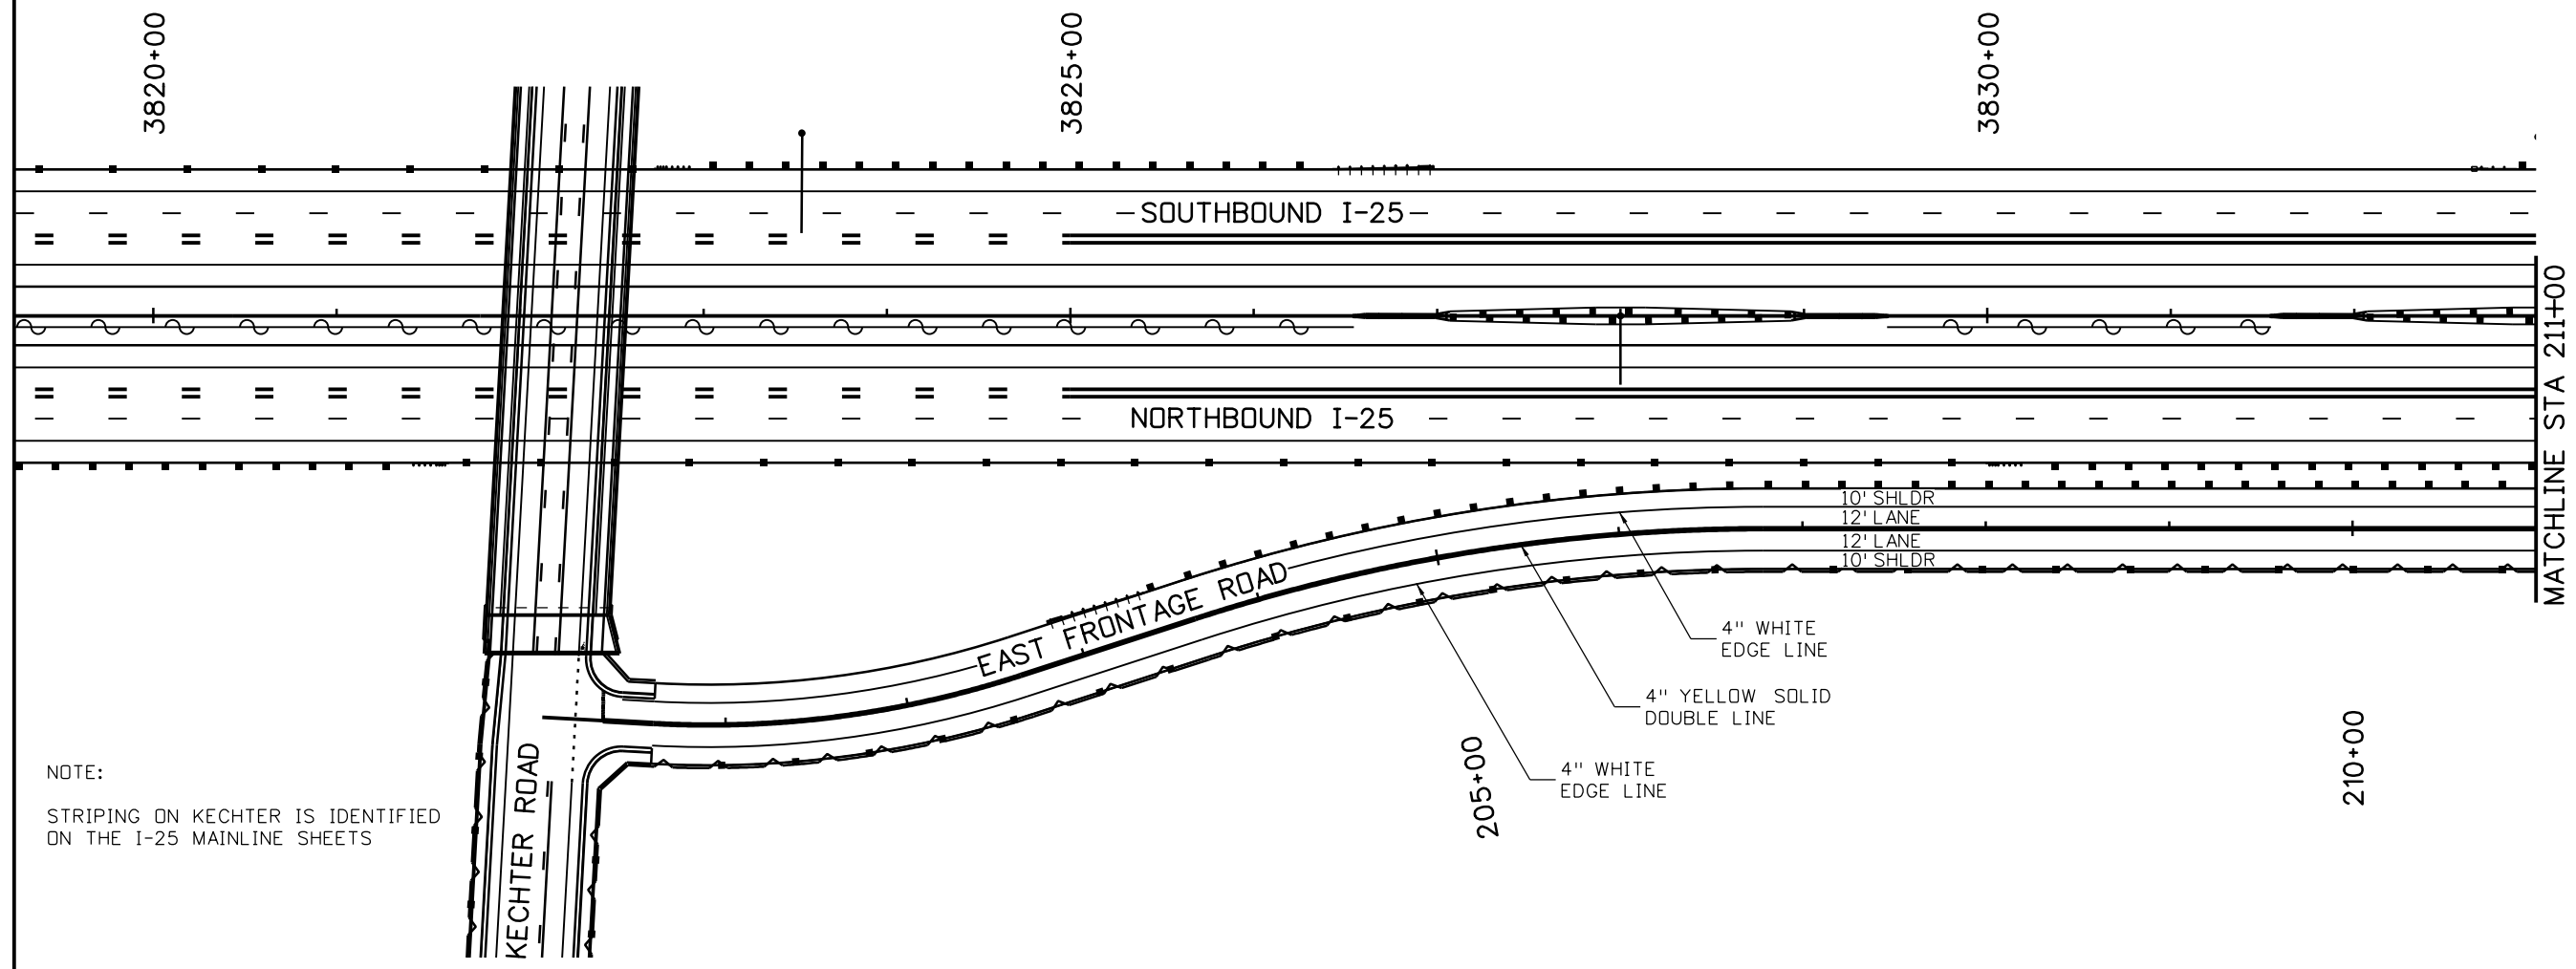 3820+00
3825+00
3830+00
SOUTHBOUND I-25
NORTHBOUND I-25
MATCHLINE STA 211+00
10' SHLDR
12' LANE
12' LANE
10' SHLDR
EAST FRONTAGE ROAD
4" WHITE
EDGE LINE
4" YELLOW SOLID
DOUBLE LINE
4" WHITE
EDGE LINE
205+00
210+00
KECHTER ROAD
NOTE:
STRIPING ON KECHTER IS IDENTIFIED
ON THE I-25 MAINLINE SHEETS